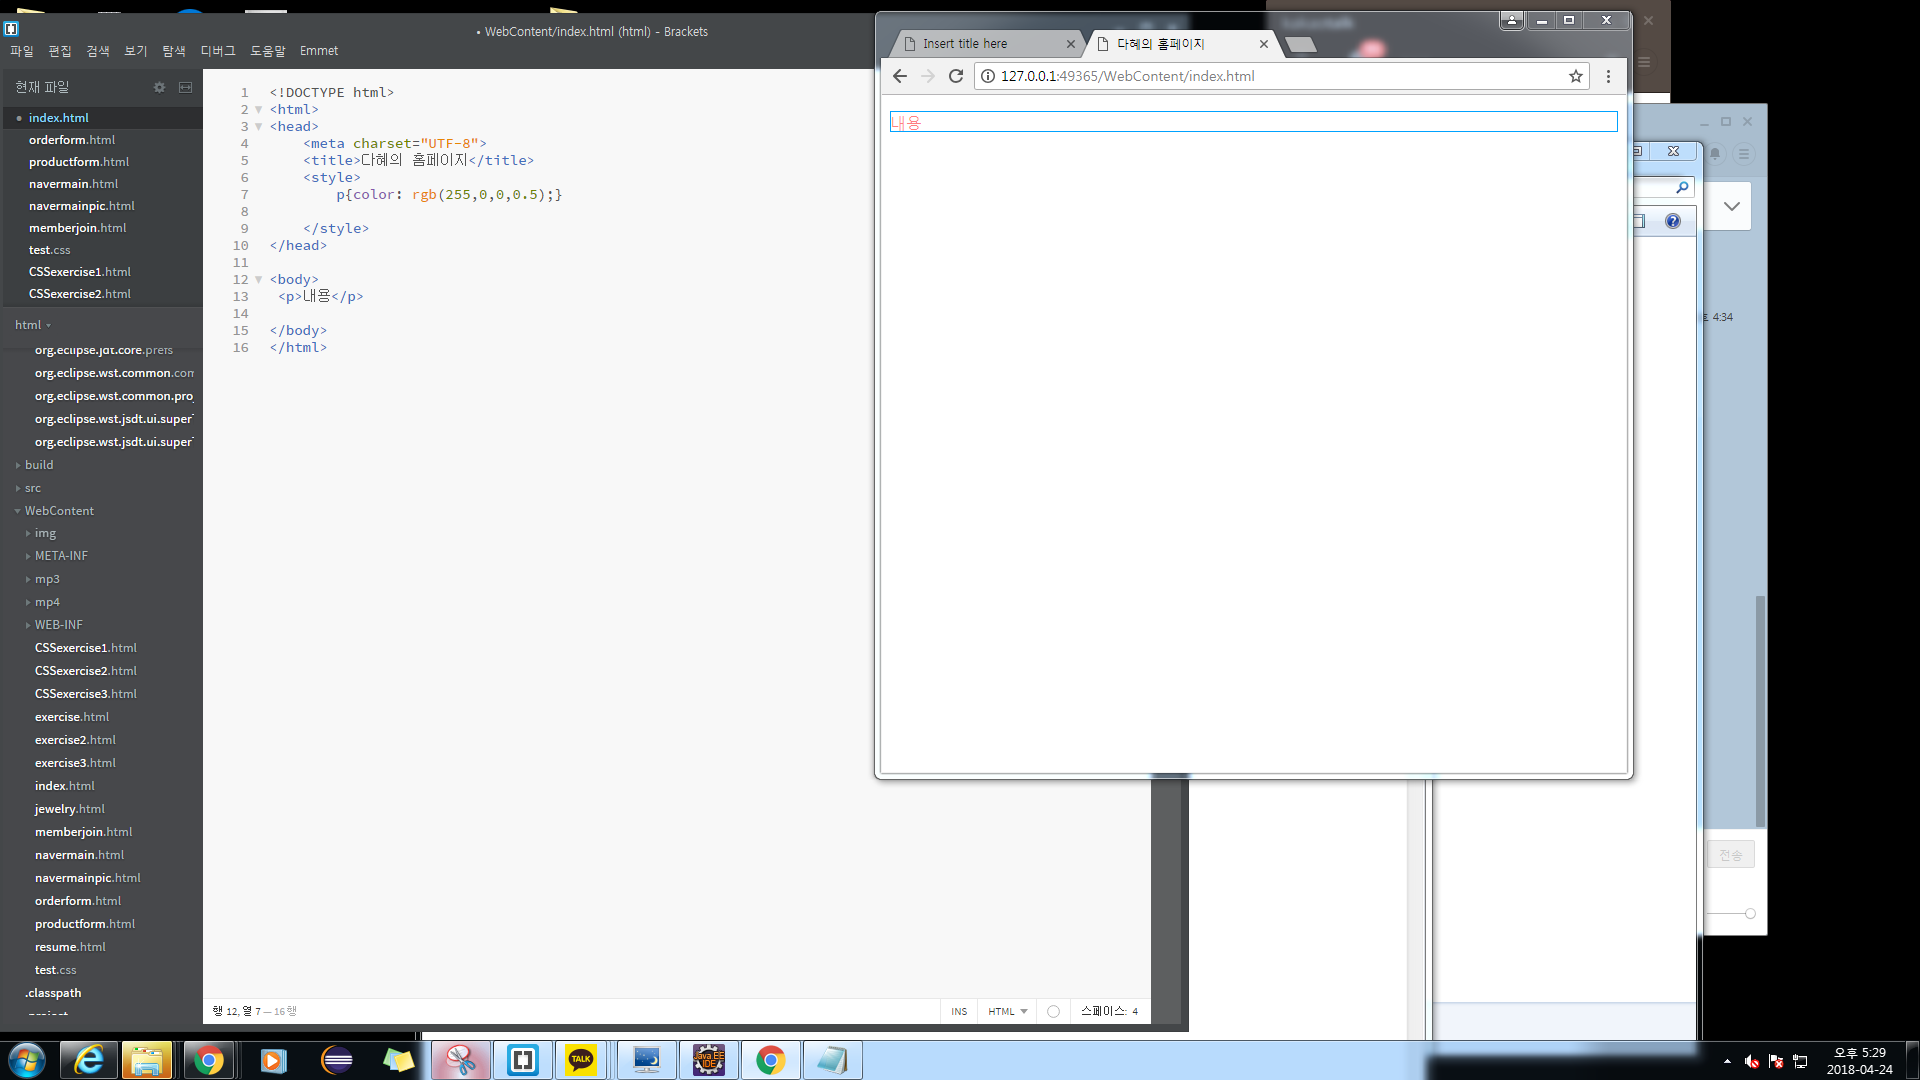 • WebContent/index.html (html) - Brackets
파일 편집 검색 보기 탐색 디버그 도움말 Emmet
현재 파일
• index.html
orderform.html
productform.html
navermain.html
navermainpic.html
memberjoin.html
test.css
CSSexercise1.html
CSSexercise2.html
html
org.eclipse.jdt.core.prefs
org.eclipse.wst.common.com
org.eclipse.wst.common.pro
org.eclipse.wst.jsdt.ui.super
org.eclipse.wst.jsdt.ui.super
build
src
WebContent
img
META-INF
mp3
mp4
WEB-INF
CSSexercise1.html
CSSexercise2.html
CSSexercise3.html
exercise.html
exercise2.html
exercise3.html
index.html
jewelry.html
memberjoin.html
navermain.html
navermainpic.html
orderform.html
productform.html
resume.html
test.css
.classpath
1 <!DOCTYPE html>
2 <html>
3 <head>
4 <meta charset="UTF-8">
5 <title>다혜의 홈페이지</title>
6 <style>
7 p{color: rgb(255,0,0,0.5);}
8
9 </style>
10 </head>
11
12 <body>
13 <p>내용</p>
14
15 </body>
16 </html>
행 12, 열 7 — 16 행
INS HTML 스페이스: 4
Insert title here
다혜의 홈페이지
127.0.0.1:49365/WebContent/index.html
내용
4:34
전송
TALK
Java EE IDE
오후 5:29
2018-04-24